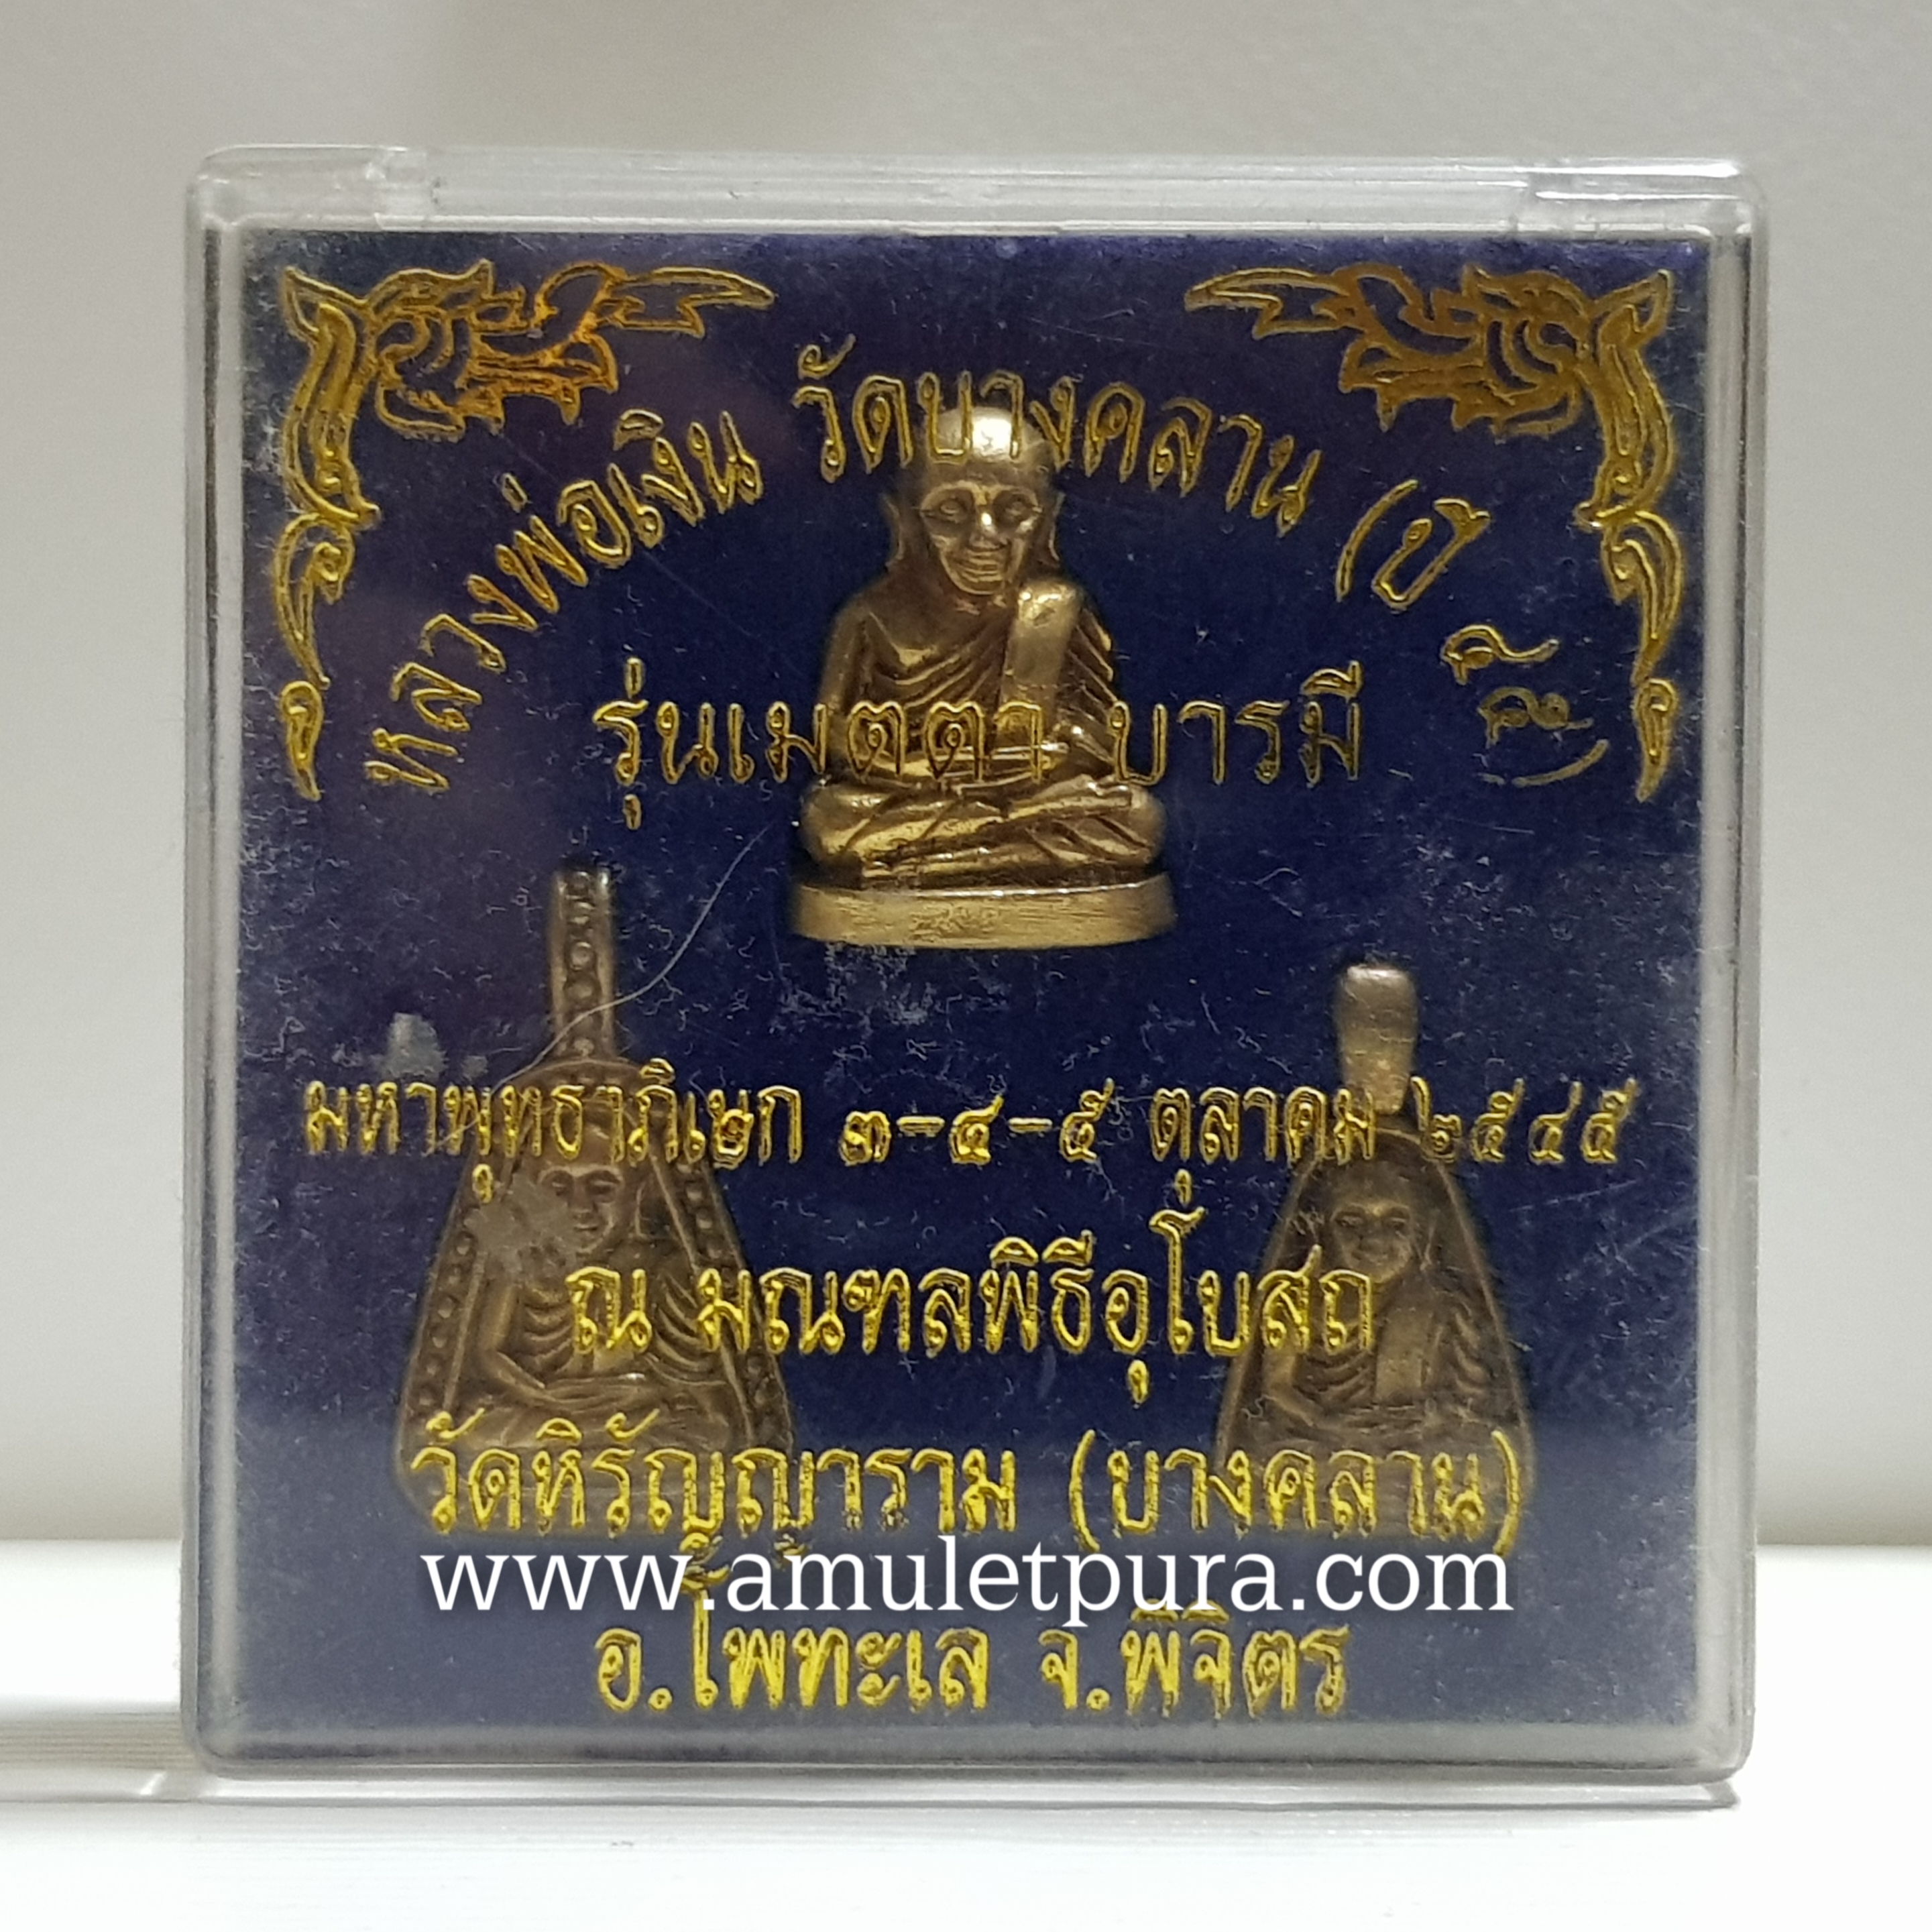 หลวงพ่อเงิน วัดบางคลาน (ปี ๔๕)
รุ่นเมตตา บารมี
มหาพุทธาภิเษก ๓-๔-๕ ตุลาคม ๒๕๔๕
ณ มณฑลพิธีอุโบสถ
วัดหิรัญญาราม (บางคลาน)
www.amuletpura.com
อ.โพทะเล จ.พิจิตร